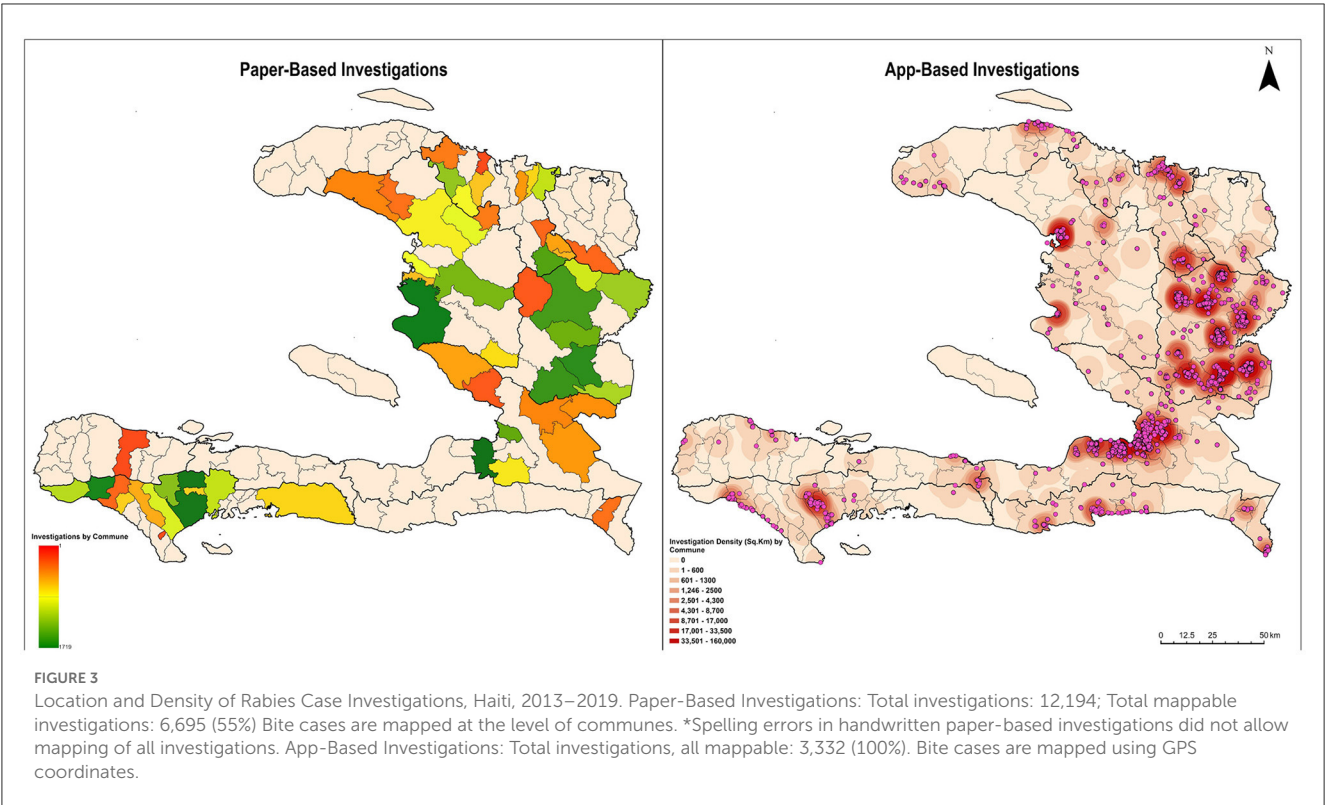 Paper-Based Investigations
App-Based Investigations
N
Investigations by Commune
1
1719
Investigation Density (Sq.Km) by
Commune
0
1 - 600
601 - 1300
1,246 - 2500
2,501 - 4,300
4,301 - 8,700
8,701 - 17,000
17,001 - 33,500
33,501 - 160,000
0 12.5 25 50 km
FIGURE 3
Location and Density of Rabies Case Investigations, Haiti, 2013–2019. Paper-Based Investigations: Total investigations: 12,194; Total mappable
investigations: 6,695 (55%) Bite cases are mapped at the level of communes. *Spelling errors in handwritten paper-based investigations did not allow
mapping of all investigations. App-Based Investigations: Total investigations, all mappable: 3,332 (100%). Bite cases are mapped using GPS
coordinates.